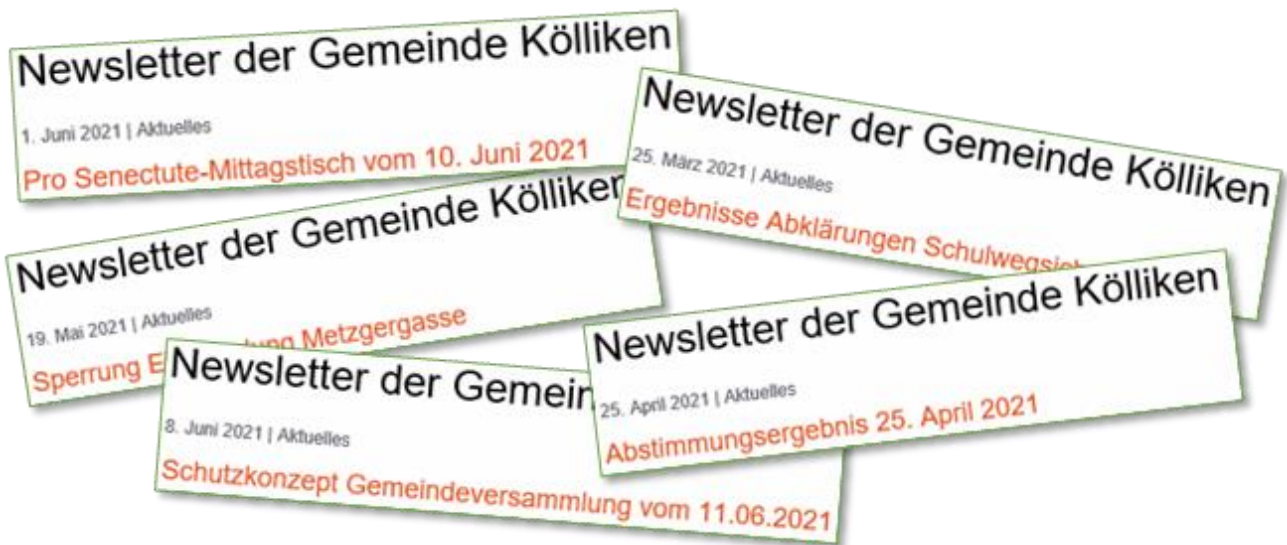 Newsletter der Gemeinde Kölliken
1. Juni 2021 | Aktuelles
Pro Senectute-Mittagstisch vom 10. Juni 2021
Newsletter der Gemeinde Kölliken
25. März 2021 | Aktuelles
Ergebnisse Abklärungen
Newsletter der Gemeinde Kölliken
19. Mai 2021 | Aktuelles
Sperrung Metzgergasse
Newsletter der
8. Juni 2021 | Aktuelles
Schutzkonzept Gemeindeversammlung vom 11.06.2021
Newsletter der Gemeinde Kölliken
25. April 2021 | Aktuelles
Abstimmungsergebnis 25. April 2021